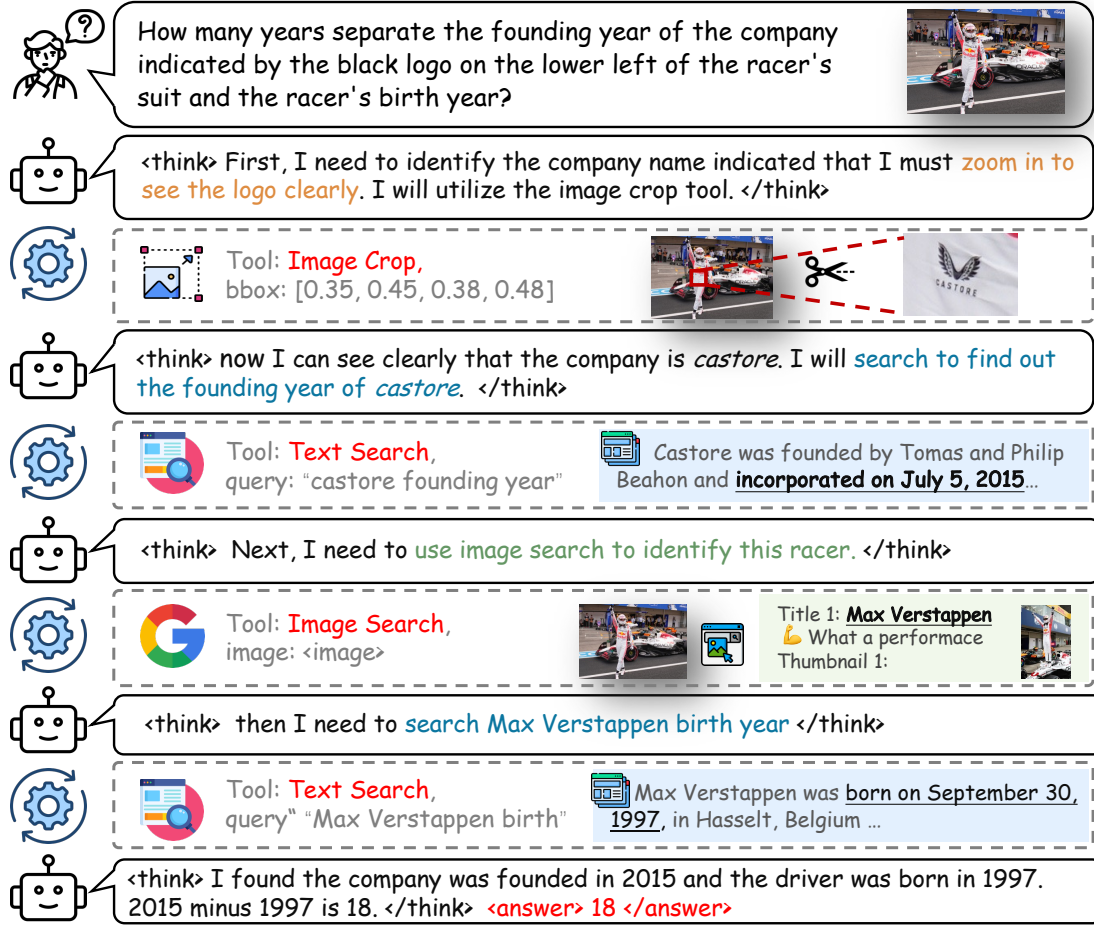 How many years separate the founding year of the company
indicated by the black logo on the lower left of the racer's
suit and the racer's birth year?
ORACLE
<think> First, I need to identify the company name indicated that I must zoom in to
see the logo clearly. I will utilize the image crop tool. </think>
Tool: Image Crop,
bbox: [0.35, 0.45, 0.38, 0.48]
CASTORE
<think> now I can see clearly that the company is castore. I will search to find out
the founding year of castore. </think>
Tool: Text Search,
query: "castore founding year"
Castore was founded by Tomas and Philip
Beahon and incorporated on July 5, 2015…
<think> Next, I need to use image search to identify this racer. </think>
Tool: Image Search,
image: <image>
Title 1: Max Verstappen
💪 What a performace
Thumbnail 1:
<think> then I need to search Max Verstappen birth year </think>
Tool: Text Search,
query“ “Max Verstappen birth”
Max Verstappen was born on September 30,
1997, in Hasselt, Belgium …
<think> I found the company was founded in 2015 and the driver was born in 1997.
2015 minus 1997 is 18. </think> <answer> 18 </answer>